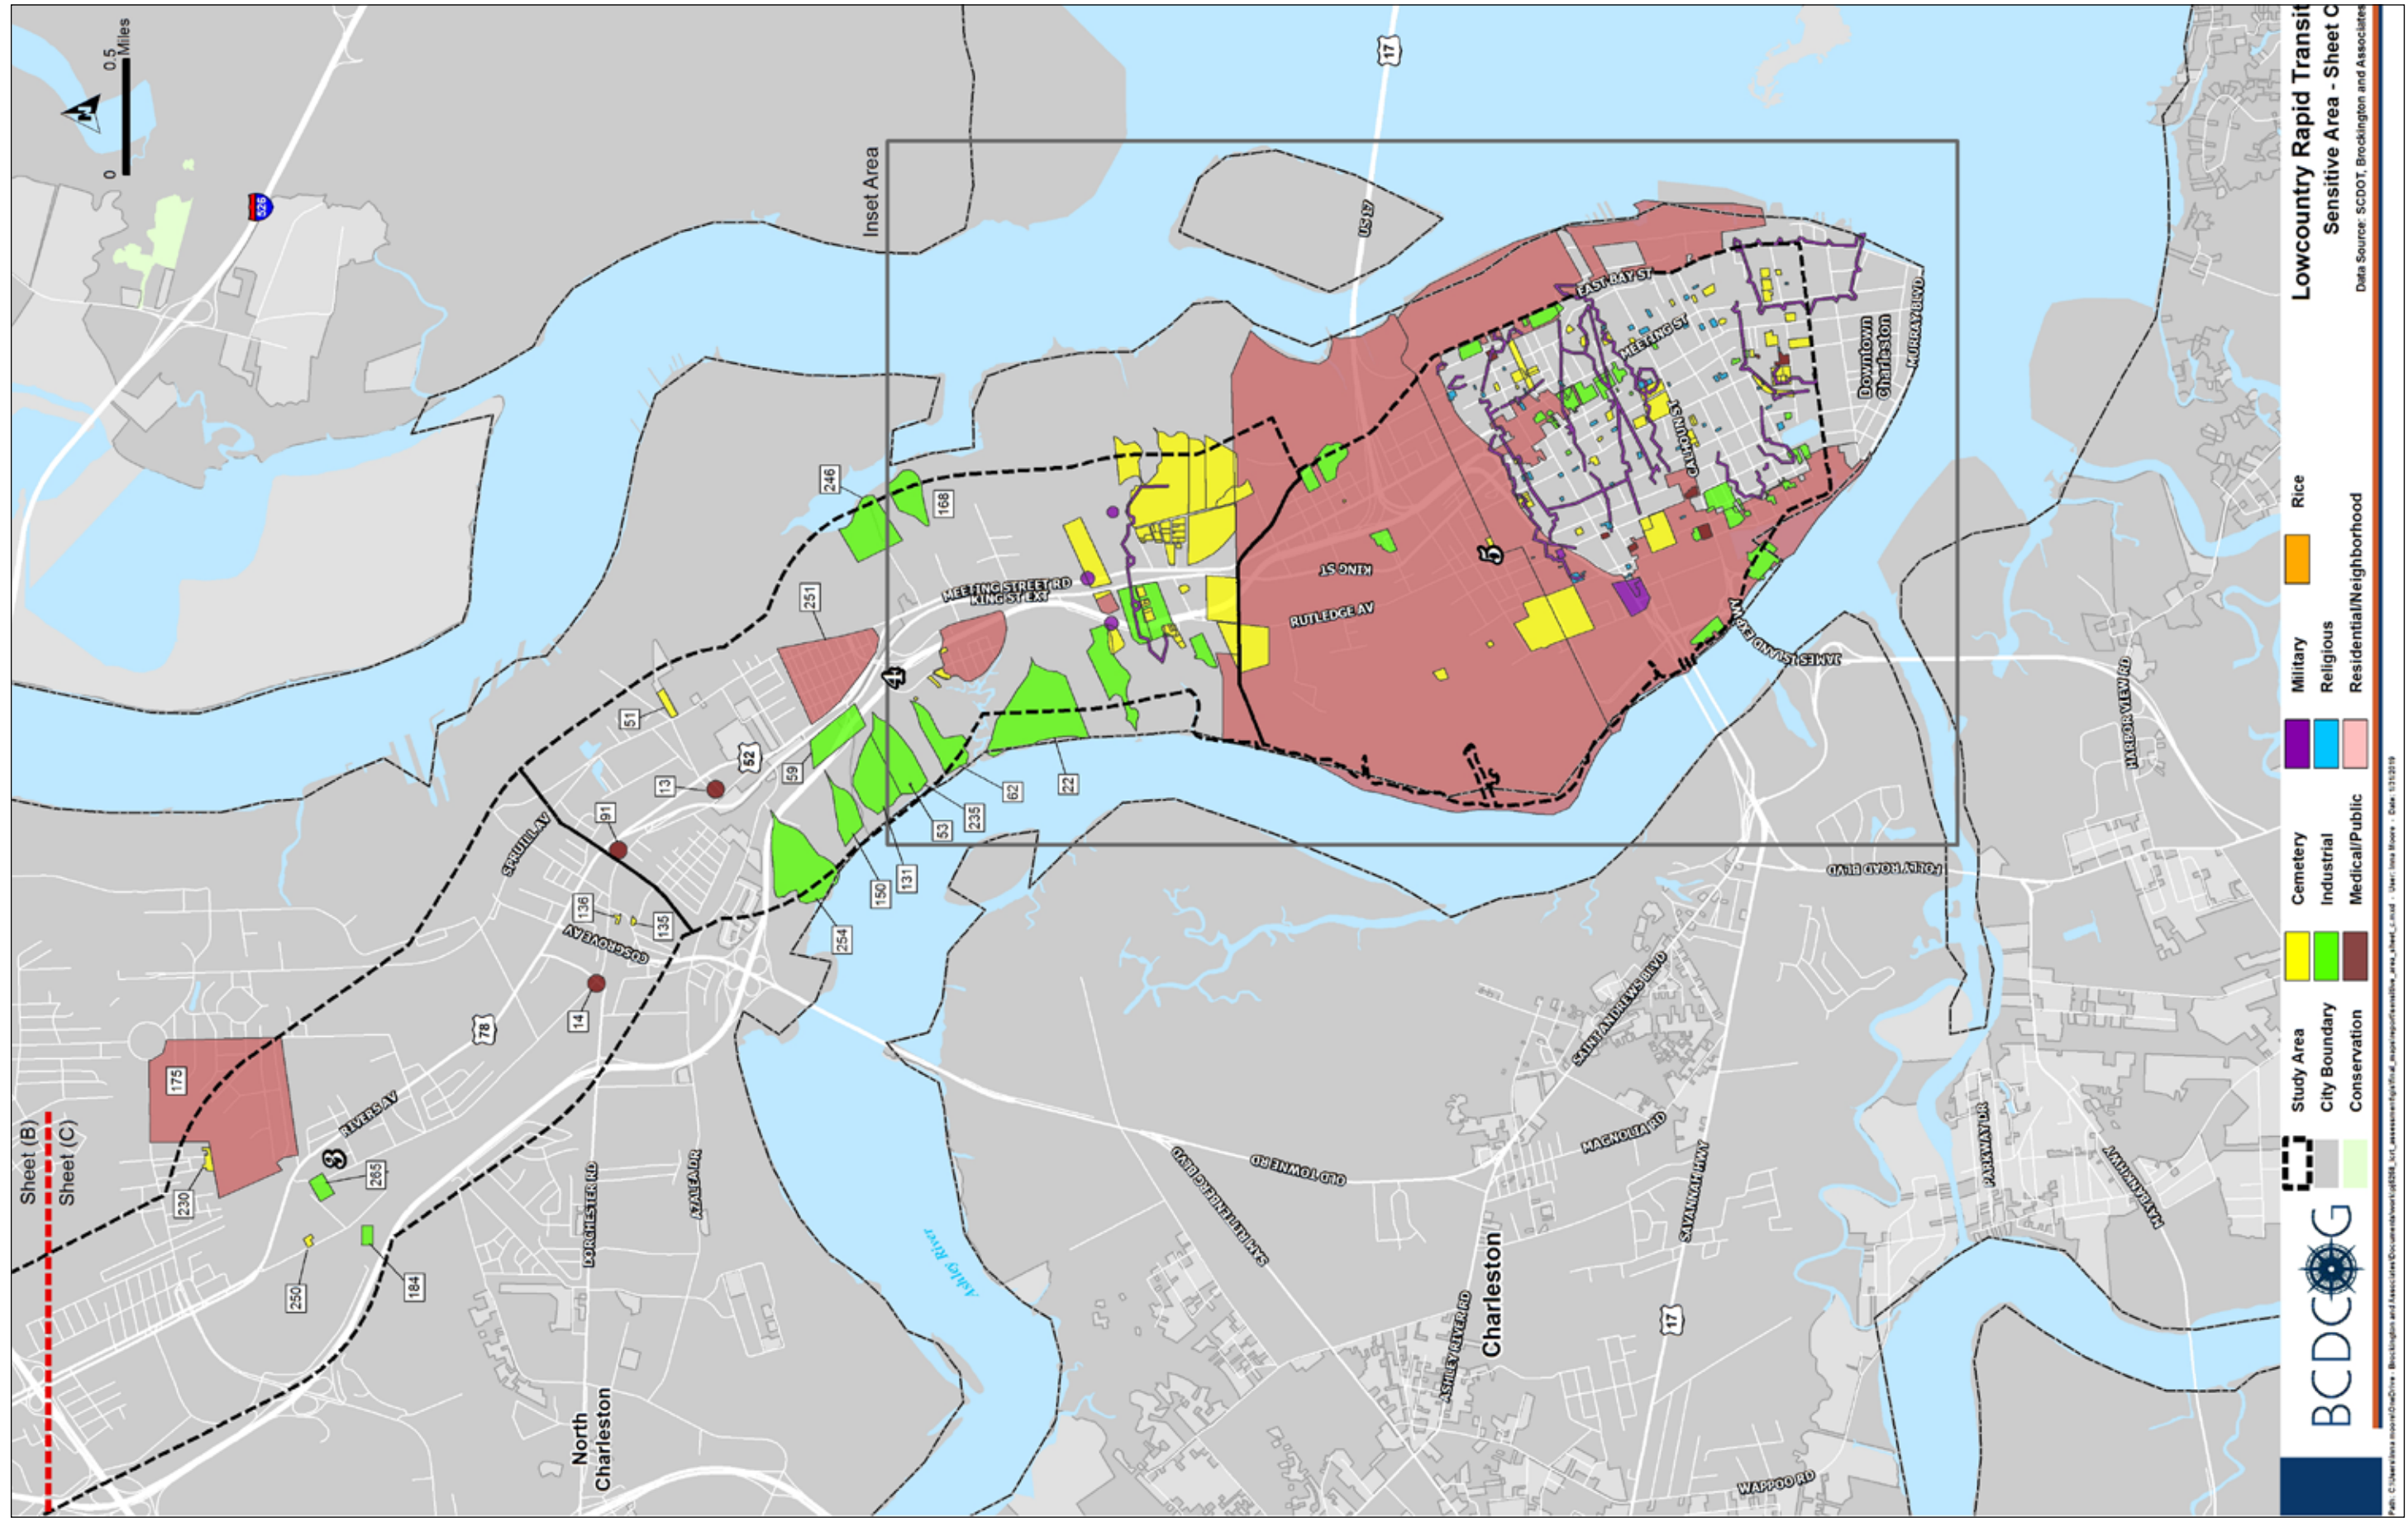 0 0.5
Miles
N
526
17
US 17
Inset Area
Sheet (B)
Sheet (C)
175
230
3
265
250
184
RIVERS AV
78
SPRUILL AV
COSGROVE AV
14
136
135
91
13
51
52
251
246
168
59
4
254
150
131
53
235
62
22
MEETING STREET RD
KING ST EXT
KING ST
RUTLEDGE AV
5
EAST BAY ST
MEETING ST
CALHOUN ST
Downtown
Charleston
MURRAY BLVD
JAMES ISLAND EXPWY
HARBOR VIEW RD
FOLLY ROAD BLVD
DORCHESTER RD
AZALEA DR
North
Charleston
Ashley River
SAM RITTENBERG BLVD
OLD TOWNE RD
SAINT ANDREWS BLVD
MAGNOLIA RD
SAVANNAH HWY
ASHLEY RIVER RD
Charleston
17
WAPPOO RD
PARKWAY DR
MAYBANK HWY
BCDCOG
Study Area
City Boundary
Conservation
Cemetery
Industrial
Medical/Public
Military
Religious
Residential/Neighborhood
Rice
Lowcountry Rapid Transit
Sensitive Area - Sheet C
Data Source: SCDOT, Brockington and Associates